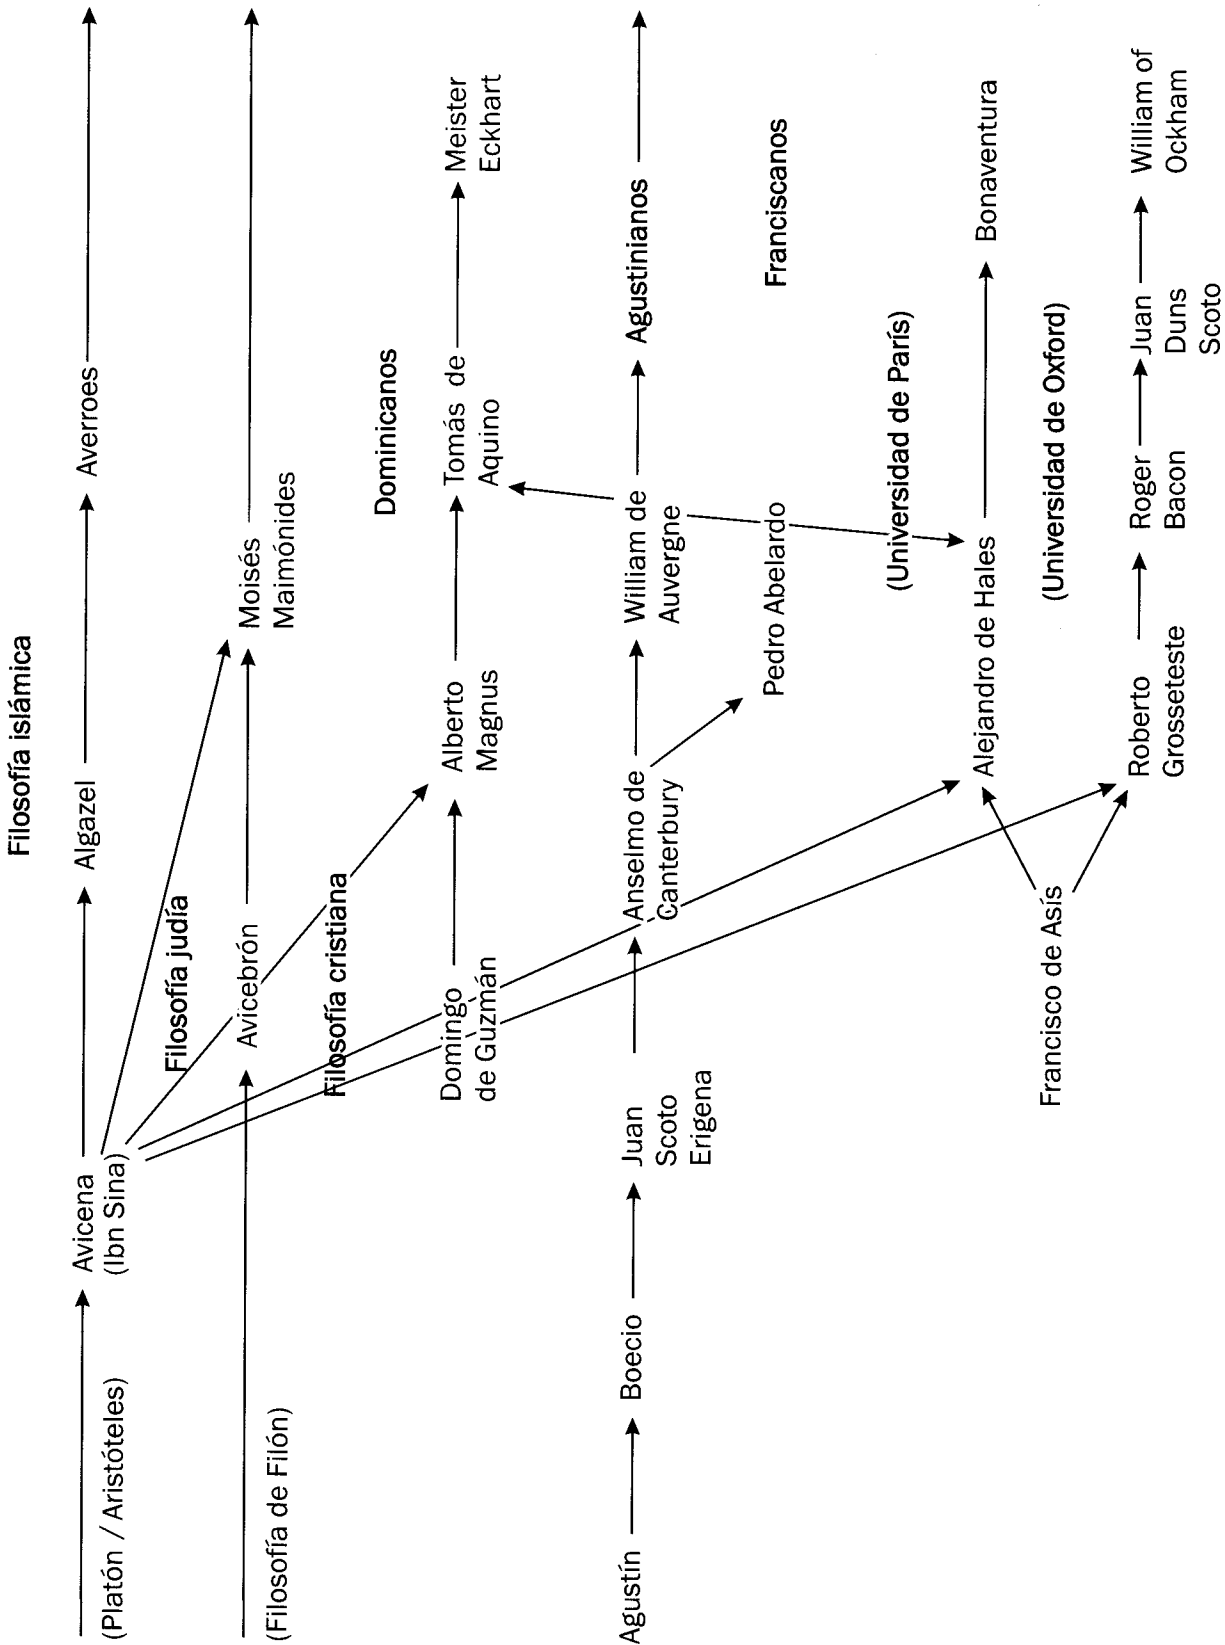 Filosofía islámica
Avicena
(Ibn Sina)
Algazel
Averroes
(Platón / Aristóteles)
Filosofía judía
Avicebrón
Moisés
Maimónides
(Filosofía de Filón)
Filosofía cristiana
Dominicanos
Domingo
de Guzmán
Alberto
Magnus
Tomás de
Aquino
Meister
Eckhart
Agustín
Boecio
Juan
Scoto
Erigena
Anselmo de
Canterbury
William de
Auvergne
Agustinianos
Pedro Abelardo
Franciscanos
(Universidad de París)
Alejandro de Hales
Bonaventura
Francisco de Asís
(Universidad de Oxford)
Roberto
Grosseteste
Roger
Bacon
Juan
Duns
Scoto
William of
Ockham